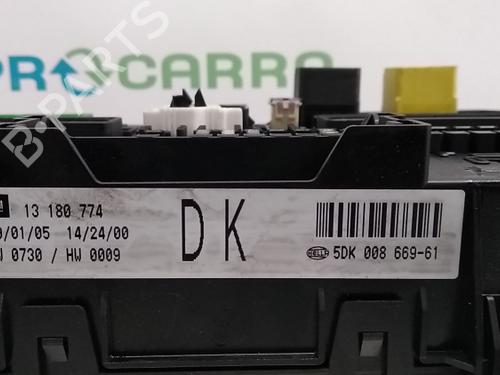 PRO CARRO
B-PARTS
13 180 774
/01/05 14/24/00
0730 / HW 0009
DK
HELLA 5DK 008 669-61